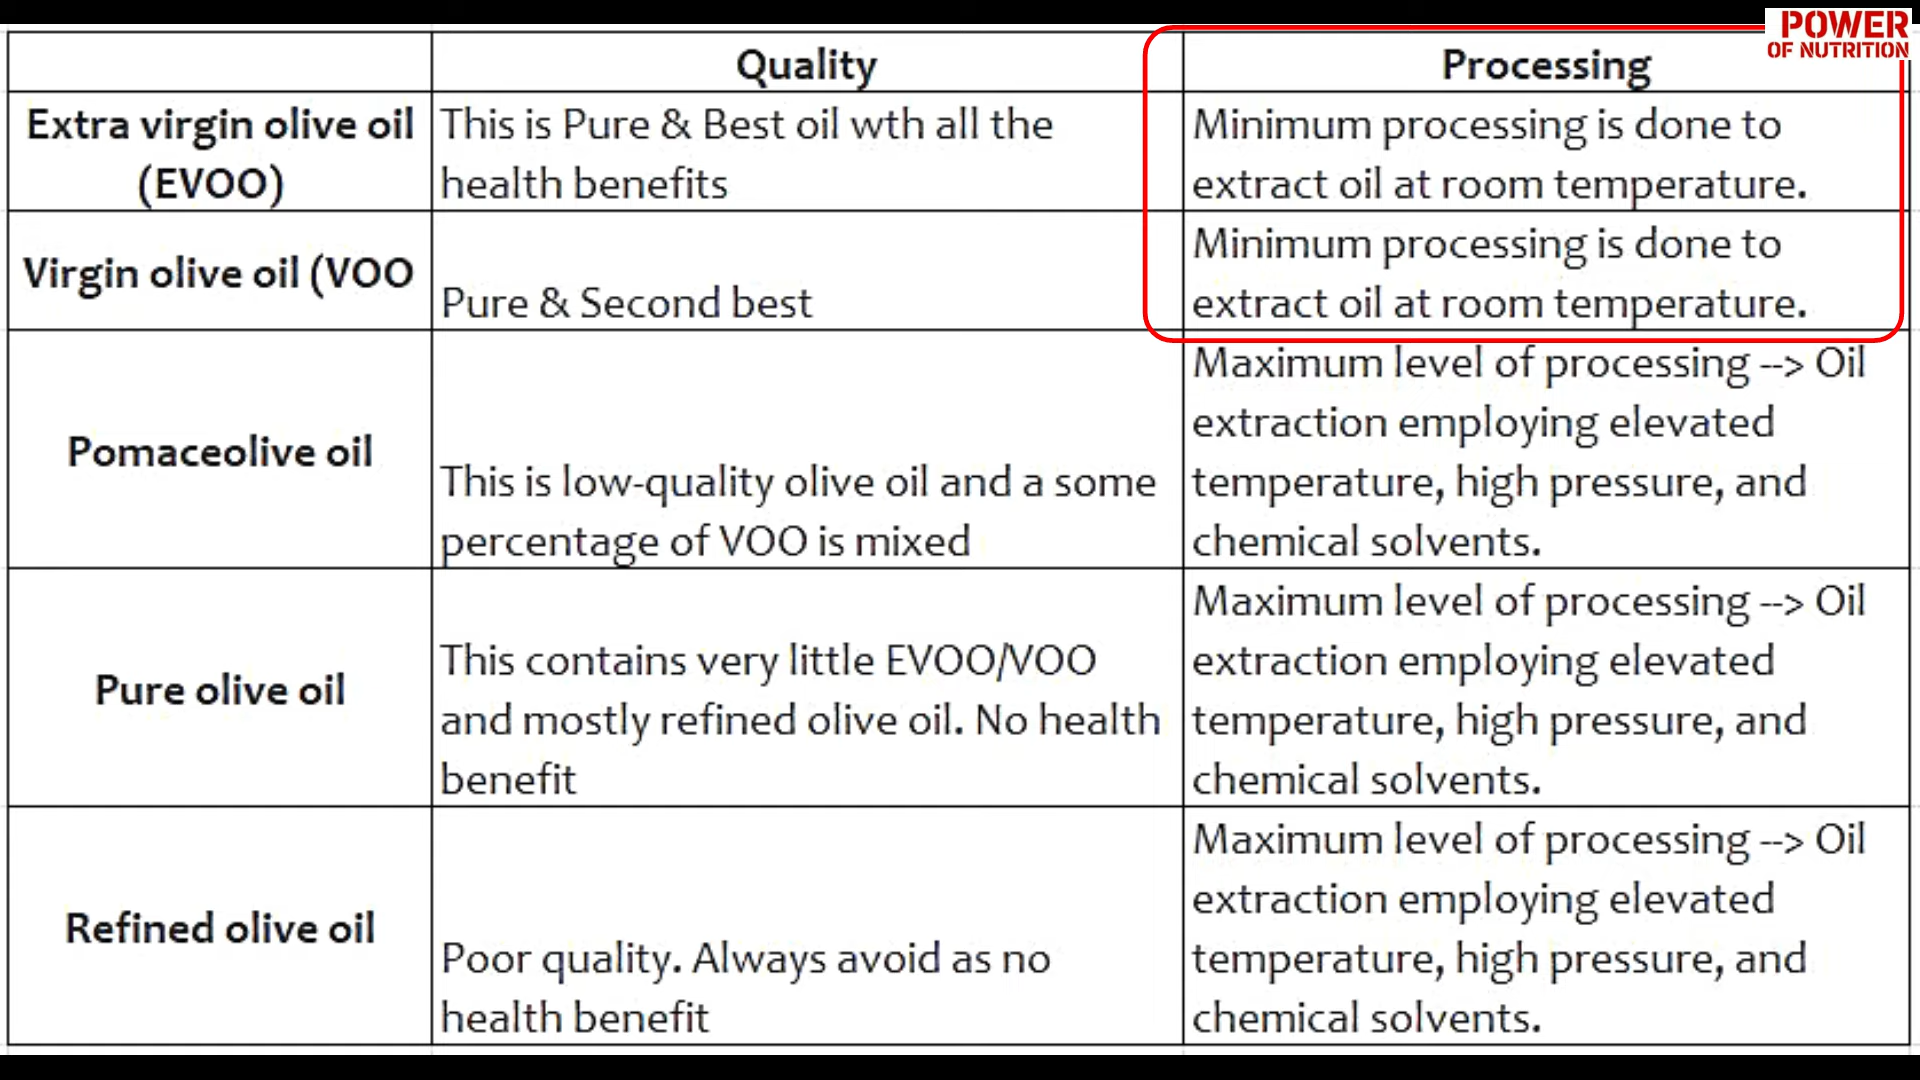 POWER
OF NUTRITION
Quality
Processing
Extra virgin olive oil
(EVOO)
This is Pure & Best oil wth all the
health benefits
Minimum processing is done to
extract oil at room temperature.
Virgin olive oil (VOO
Pure & Second best
Minimum processing is done to
extract oil at room temperature.
Pomaceolive oil
This is low-quality olive oil and a some
percentage of VOO is mixed
Maximum level of processing --> Oil
extraction employing elevated
temperature, high pressure, and
chemical solvents.
Pure olive oil
This contains very little EVOO/VOO
and mostly refined olive oil. No health
benefit
Maximum level of processing --> Oil
extraction employing elevated
temperature, high pressure, and
chemical solvents.
Refined olive oil
Poor quality. Always avoid as no
health benefit
Maximum level of processing --> Oil
extraction employing elevated
temperature, high pressure, and
chemical solvents.